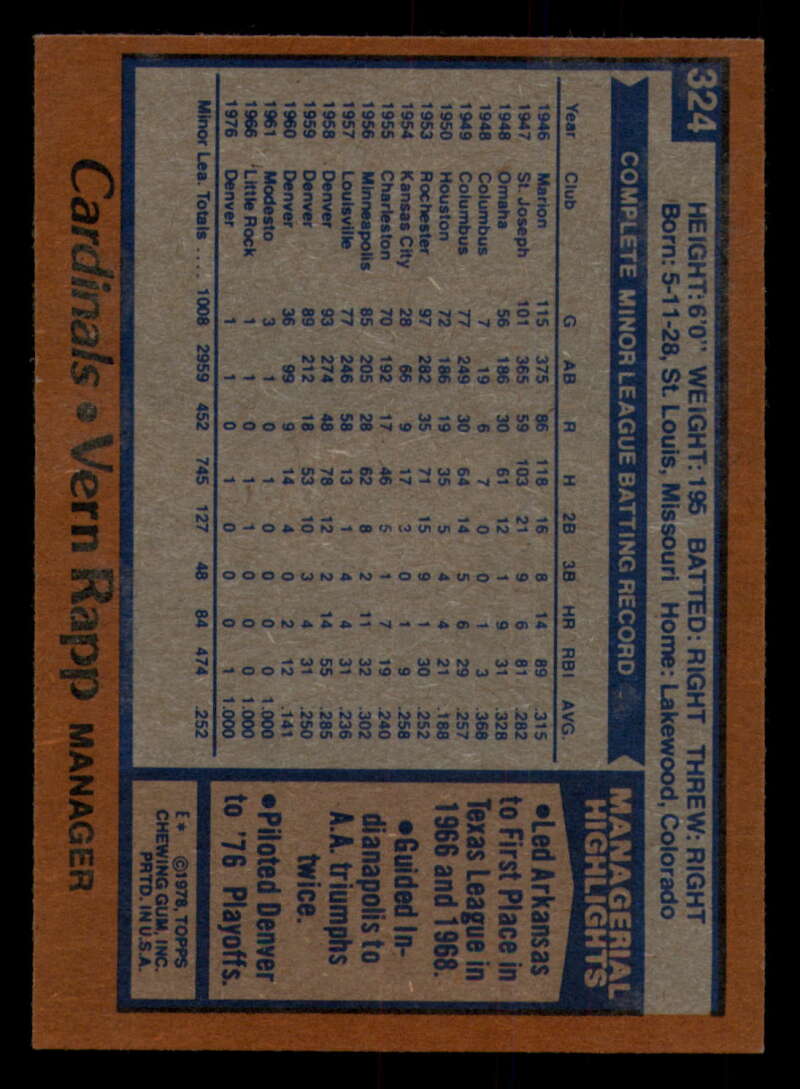 324
HEIGHT: 6'0" WEIGHT: 195 BATTED: RIGHT THREW: RIGHT
Born: 5-11-28, St. Louis, Missouri Home: Lakewood, Colorado
COMPLETE MINOR LEAGUE BATTING RECORD
Year Club G AB R H 2B 3B HR RBI AVG.
1946 Marion 115 375 86 118 16 8 14 89 .315
1947 St. Joseph 101 365 59 103 21 9 6 81 .282
1948 Omaha 56 186 30 61 12 1 9 31 .328
1948 Columbus 7 19 6 7 0 0 1 3 .368
1949 Columbus 77 249 30 64 14 5 6 29 .257
1950 Houston 72 186 19 35 5 4 4 21 .188
1953 Rochester 97 282 35 71 15 9 1 30 .252
1954 Kansas City 28 66 9 17 3 0 1 9 .258
1955 Charleston 70 192 17 46 5 1 7 19 .240
1956 Minneapolis 85 205 28 62 8 2 11 32 .302
1957 Louisville 77 246 58 13 1 4 4 31 .236
1958 Denver 93 274 48 78 12 2 14 55 .285
1959 Denver 89 212 18 53 10 3 4 31 .250
1960 Denver 36 99 9 14 4 0 2 12 .141
1961 Modesto 3 1 0 1 0 0 0 0 1.000
1966 Little Rock 1 1 0 1 1 0 0 0 1.000
1976 Denver 1 1 0 1 0 0 0 1 1.000
Minor Lea. Totals .... 1008 2959 452 745 127 48 84 474 .252
MANAGERIAL
HIGHLIGHTS
•Led Arkansas
to First Place in
Texas League in
1966 and 1968.
•Guided In-
dianapolis to
A.A. triumphs
twice.
•Piloted Denver
to '76 Playoffs.
E* ©1978, TOPPS
CHEWING GUM, INC.
PRTD. IN U.S.A.
Cardinals • Vern Rapp MANAGER